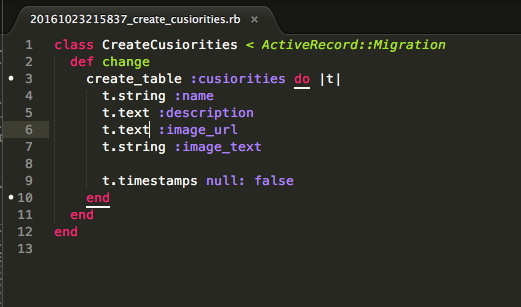 20161023215837_create_cusiorities.rb ×
1 class CreateCusiorities < ActiveRecord::Migration
2 def change
3 create_table :cusiorities do |t|
4 t.string :name
5 t.text :description
6 t.text :image_url
7 t.string :image_text
8
9 t.timestamps null: false
10 end
11 end
12 end
13